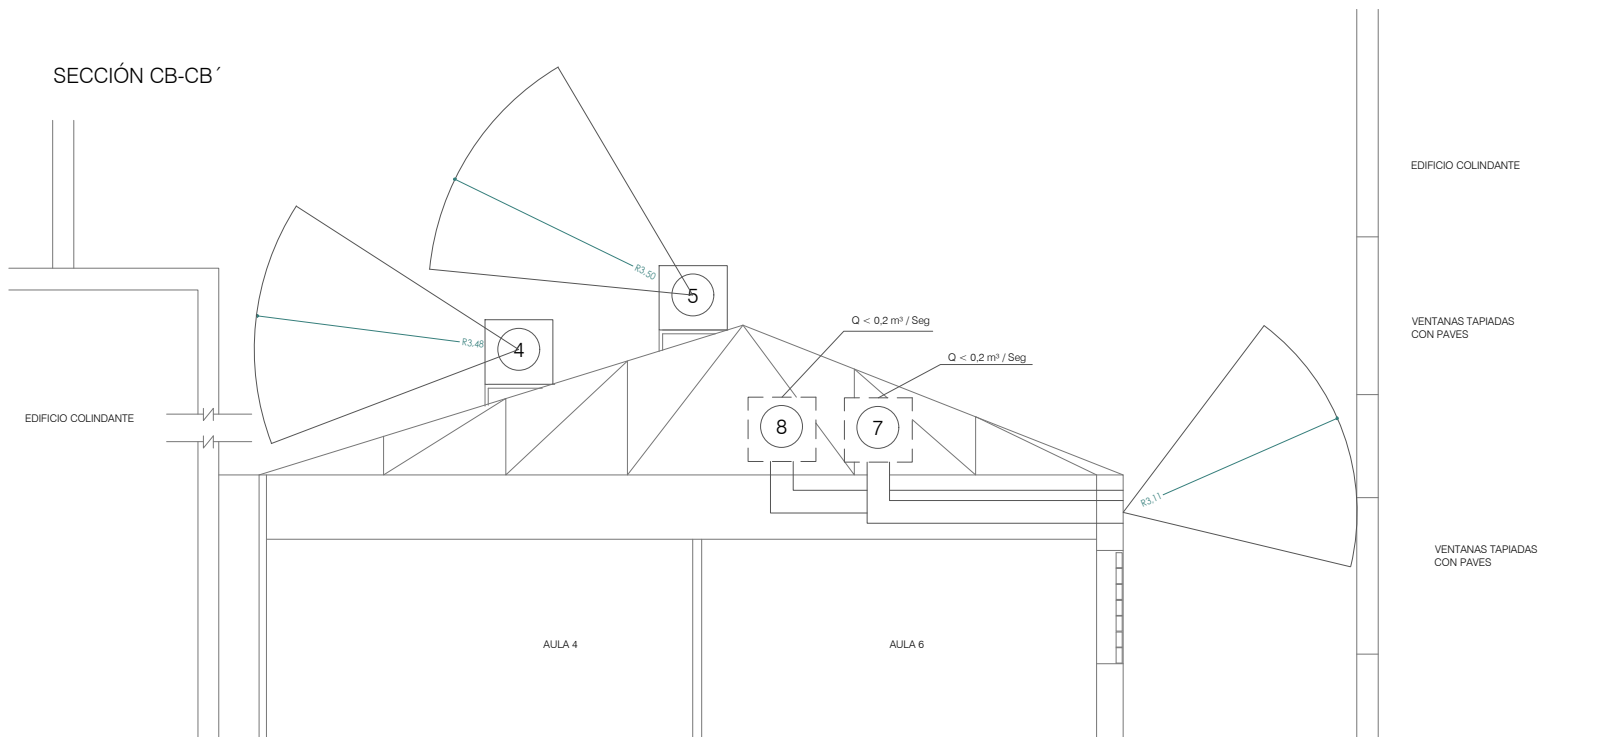 SECCIÓN CB-CB´
EDIFICIO COLINDANTE
R3,50
5
Q < 0,2 m³ / Seg
VENTANAS TAPIADAS
CON PAVES
R3,48
4
Q < 0,2 m³ / Seg
EDIFICIO COLINDANTE
8
7
R3,11
VENTANAS TAPIADAS
CON PAVES
AULA 4
AULA 6